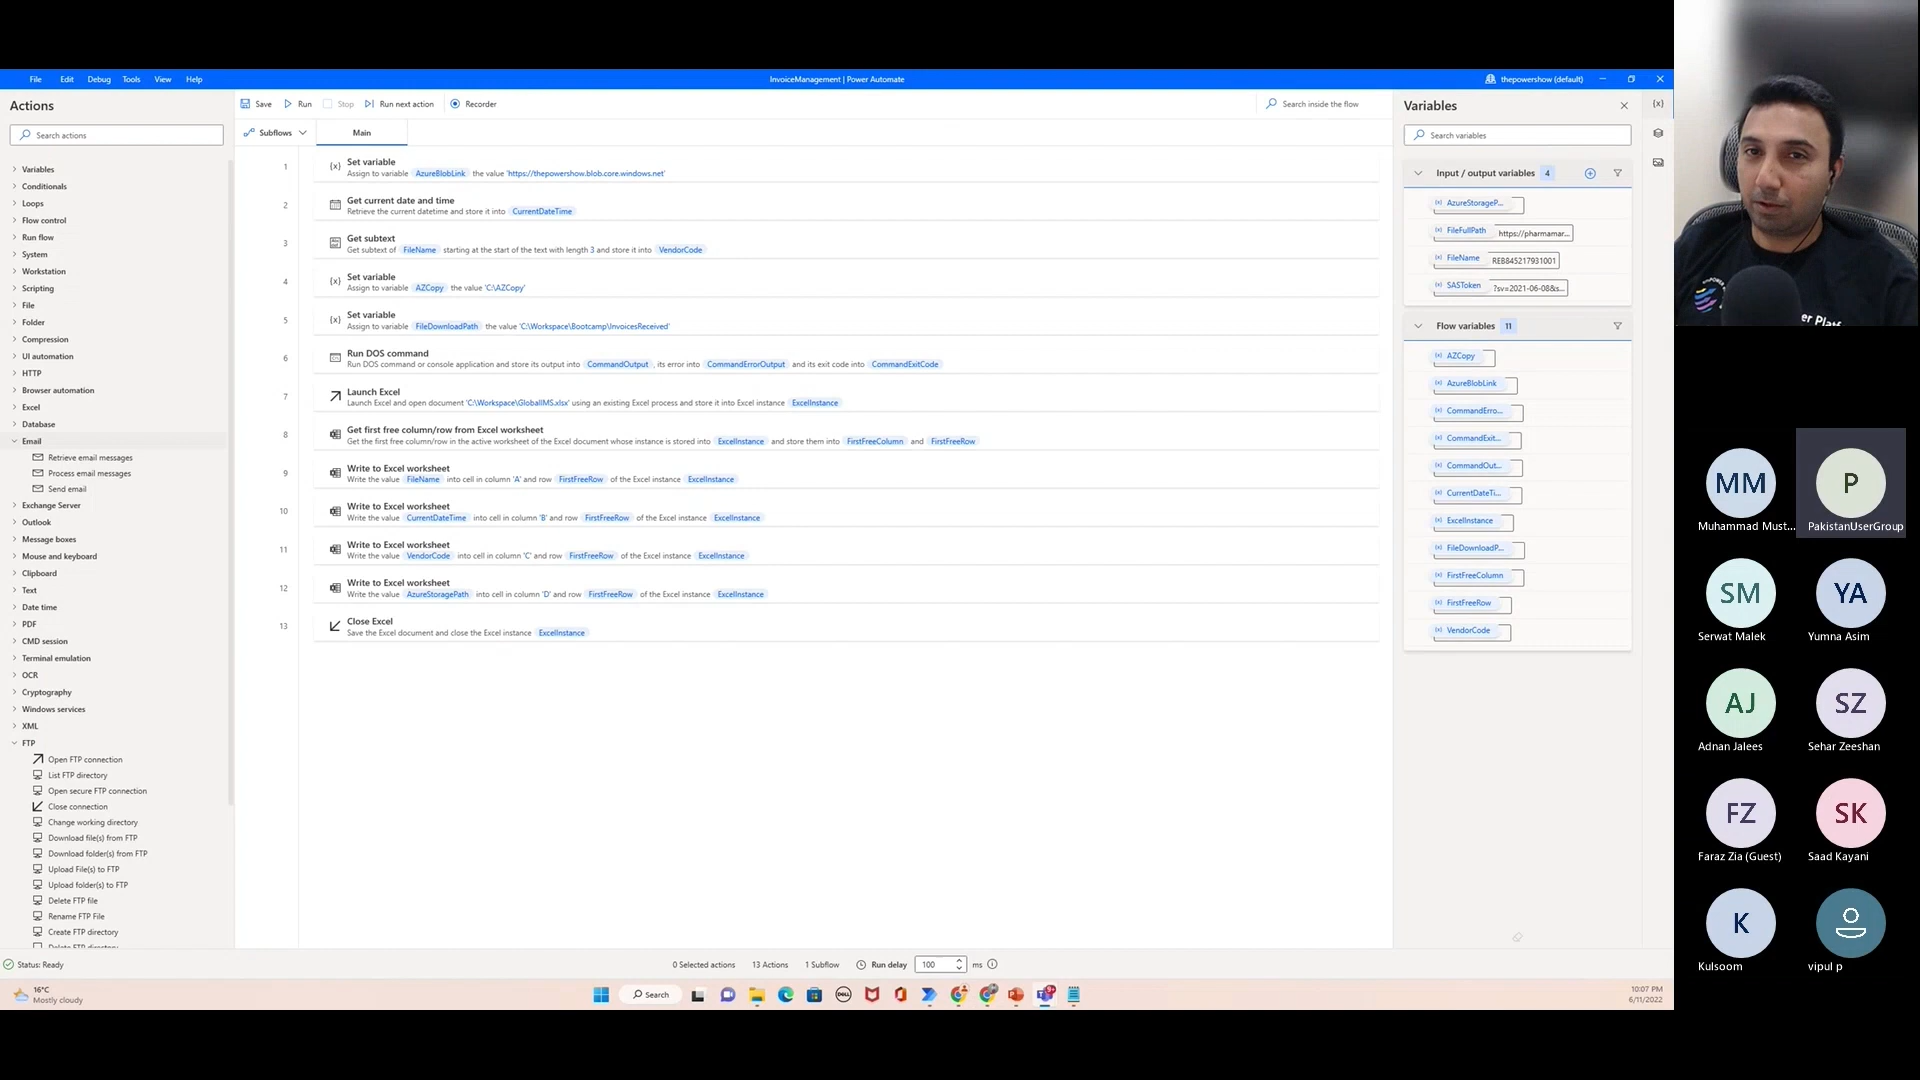 File Edit Debug Tools View Help
InvoiceManagement | Power Automate
thepowershow (default)
Actions
Search actions
Variables
Conditionals
Loops
Flow control
Run flow
System
Workstation
Scripting
File
Folder
Compression
UI automation
HTTP
Browser automation
Excel
Database
Email
Retrieve email messages
Process email messages
Send email
Exchange Server
Outlook
Message boxes
Mouse and keyboard
Clipboard
Text
Date time
PDF
CMD session
Terminal emulation
OCR
Cryptography
Windows services
XML
FTP
Open FTP connection
List FTP directory
Open secure FTP connection
Close connection
Change working directory
Download file(s) from FTP
Download folder(s) from FTP
Upload File(s) to FTP
Upload folder(s) to FTP
Delete FTP file
Rename FTP File
Create FTP directory
Delete FTP directory
Save Run Stop Run next action Recorder
Search inside the flow
Subflows Main
1 Set variable
Assign to variable AzureBlobLink the value 'https://thepowershow.blob.core.windows.net'
2 Get current date and time
Retrieve the current datetime and store it into CurrentDateTime
3 Get subtext
Get subtext of FileName starting at the start of the text with length 3 and store it into VendorCode
4 Set variable
Assign to variable AZCopy the value 'C:\AZCopy'
5 Set variable
Assign to variable FileDownloadPath the value 'C:\Workspace\Bootcamp\InvoicesReceived'
6 Run DOS command
Run DOS command or console application and store its output into CommandOutput , its error into CommandErrorOutput and its exit code into CommandExitCode
7 Launch Excel
Launch Excel and open document 'C:\Workspace\GlobalIMS.xlsx' using an existing Excel process and store it into Excel instance ExcelInstance
8 Get first free column/row from Excel worksheet
Get the first free column/row in the active worksheet of the Excel document whose instance is stored into ExcelInstance and store them into FirstFreeColumn and FirstFreeRow
9 Write to Excel worksheet
Write the value FileName into cell in column 'A' and row FirstFreeRow of the Excel instance ExcelInstance
10 Write to Excel worksheet
Write the value CurrentDateTime into cell in column 'B' and row FirstFreeRow of the Excel instance ExcelInstance
11 Write to Excel worksheet
Write the value VendorCode into cell in column 'C' and row FirstFreeRow of the Excel instance ExcelInstance
12 Write to Excel worksheet
Write the value AzureStoragePath into cell in column 'D' and row FirstFreeRow of the Excel instance ExcelInstance
13 Close Excel
Save the Excel document and close the Excel instance ExcelInstance
Variables
Search variables
Input / output variables 4
AzureStorageP...
FileFullPath https://pharmamar...
FileName REB845217931001
SASToken ?sv=2021-06-08&s...
Flow variables 11
AZCopy
AzureBlobLink
CommandErro...
CommandExit...
CommandOut...
CurrentDateTi...
ExcelInstance
FileDownloadP...
FirstFreeColumn
FirstFreeRow
VendorCode
Status: Ready
0 Selected actions 13 Actions 1 Subflow Run delay 100 ms
16°C
Mostly cloudy
Search
10:07 PM
6/11/2022
er Platf
MM
Muhammad Must...
P
PakistanUserGroup
SM
Serwat Malek
YA
Yumna Asim
AJ
Adnan Jalees
SZ
Sehar Zeeshan
FZ
Faraz Zia (Guest)
SK
Saad Kayani
K
Kulsoom
vipul p